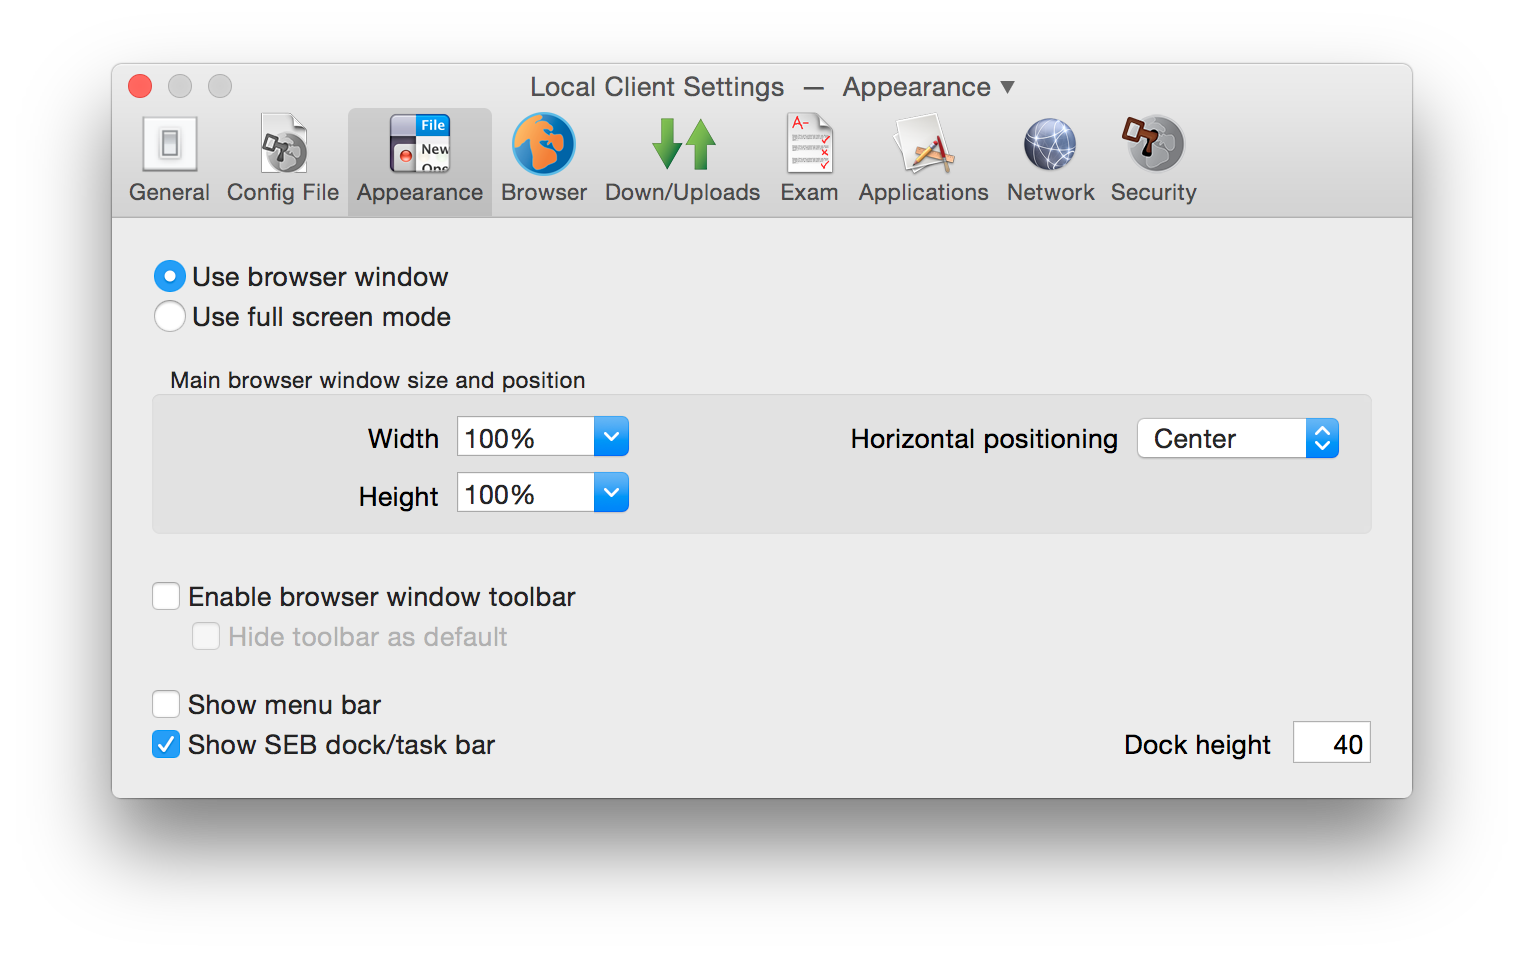 Local Client Settings — Appearance ▼
File
New
A-
General Config File Appearance Browser Down/Uploads Exam Applications Network Security
Use browser window
Use full screen mode
Main browser window size and position
Width 100% Horizontal positioning Center
Height 100%
Enable browser window toolbar
Hide toolbar as default
Show menu bar
Show SEB dock/task bar Dock height 40